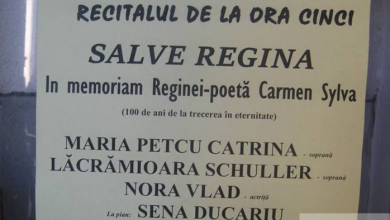 RECITALUL DE LA ORA CINCI
SALVE REGINA
In memoriam Reginei-poetă Carmen Sylva
(100 de ani de la trecerea în eternitate)
MARIA PETCU CATRINA - soprană
LĂCRĂMIOARA SCHULLER - soprană
NORA VLAD - actriță
La pian: SENA DUCARIU